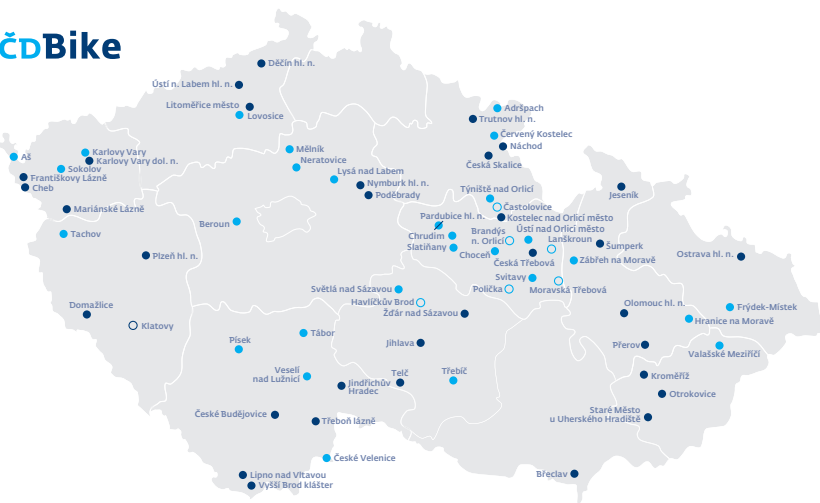 ČDBike
Děčín hl. n.
Ústí n. Labem hl. n.
Litoměřice město
Lovosice
Adršpach
Trutnov hl. n.
Červený Kostelec
Náchod
Česká Skalice
Aš
Karlovy Vary
Karlovy Vary dol. n.
Sokolov
Františkovy Lázně
Cheb
Mělník
Neratovice
Lysá nad Labem
Nymburk hl. n.
Poděbrady
Týniště nad Orlicí
Častolovice
Kostelec nad Orlicí město
Jeseník
Mariánské Lázně
Tachov
Beroun
Pardubice hl. n.
Chrudim
Slatiňany
Brandýs
n. Orlicí
Ústí nad Orlicí město
Lanškroun
Choceň
Česká Třebová
Šumperk
Zábřeh na Moravě
Ostrava hl. n.
Plzeň hl. n.
Světlá nad Sázavou
Svitavy
Polička
Moravská Třebová
Havlíčkův Brod
Žďár nad Sázavou
Olomouc hl. n.
Frýdek-Místek
Hranice na Moravě
Domažlice
Klatovy
Písek
Tábor
Jihlava
Přerov
Valašské Meziříčí
Veselí
nad Lužnicí
Jindřichův
Hradec
Telč
Třebíč
Kroměříž
Otrokovice
České Budějovice
Třeboň lázně
Staré Město
u Uherského Hradiště
České Velenice
Lipno nad Vltavou
Vyšší Brod klášter
Břeclav